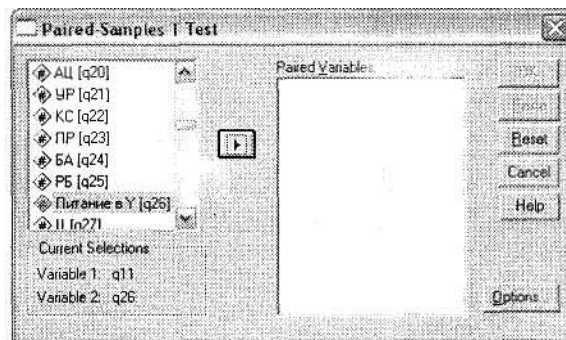 Paired-Samples T Test
АЦ [q20]
УР [q21]
КС [q22]
ПР [q23]
БА [q24]
РБ [q25]
Питание в Y [q26]
Ц [q27]
Current Selections
Variable 1: q11
Variable 2: q26
Paired Variables
OK
Paste
Reset
Cancel
Help
Options